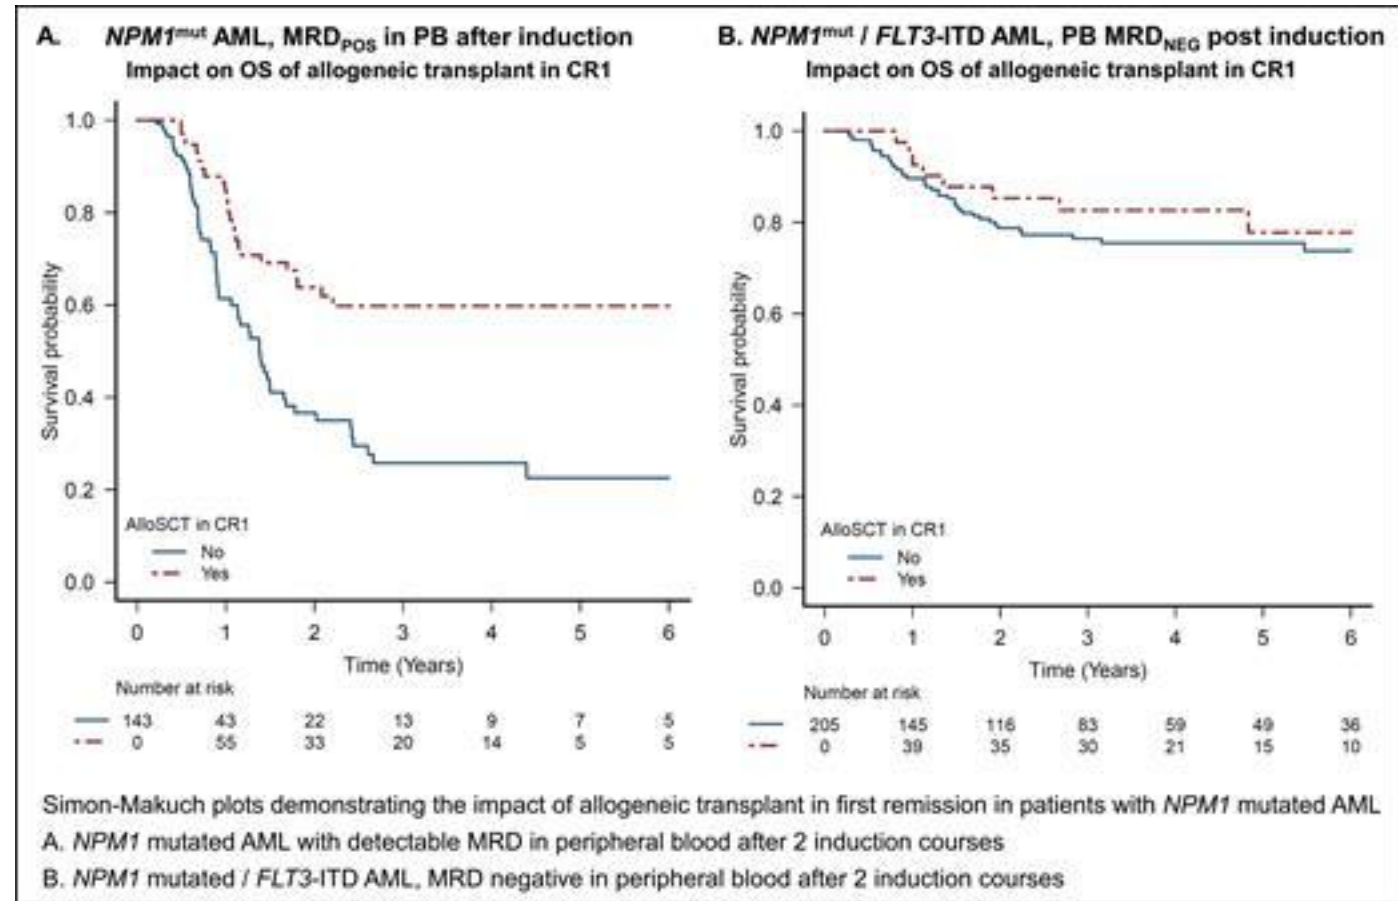 A. NPM1mut AML, MRDPOS in PB after induction
Impact on OS of allogeneic transplant in CR1
Survival probability
1.0
0.8
0.6
0.4
0.2
0.0
AlloSCT in CR1
No
Yes
0 1 2 3 4 5 6
Time (Years)
Number at risk
143 43 22 13 9 7 5
0 55 33 20 14 5 5
B. NPM1mut / FLT3-ITD AML, PB MRDNEG post induction
Impact on OS of allogeneic transplant in CR1
Survival probability
1.0
0.8
0.6
0.4
0.2
0.0
AlloSCT in CR1
No
Yes
0 1 2 3 4 5 6
Time (Years)
Number at risk
205 145 116 83 59 49 36
0 39 35 30 21 15 10
Simon-Makuch plots demonstrating the impact of allogeneic transplant in first remission in patients with NPM1 mutated AML
A. NPM1 mutated AML with detectable MRD in peripheral blood after 2 induction courses
B. NPM1 mutated / FLT3-ITD AML, MRD negative in peripheral blood after 2 induction courses